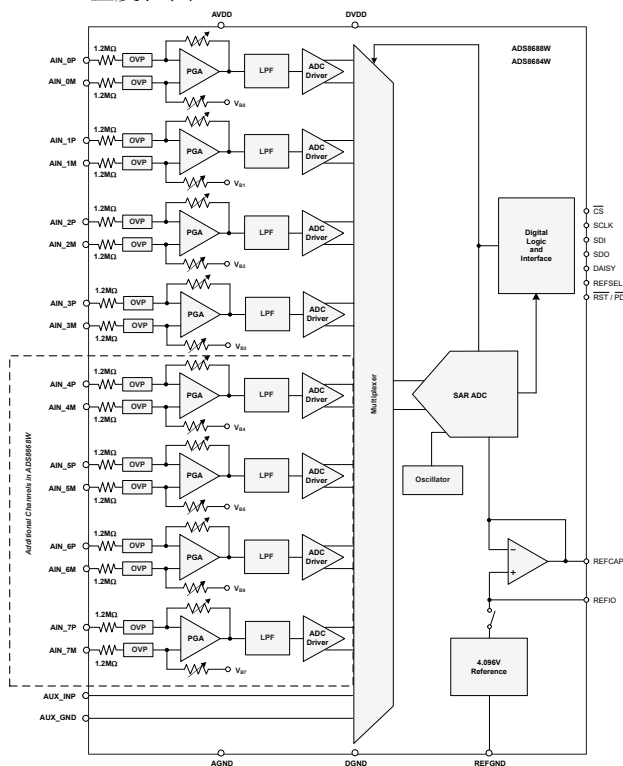 AVDD
DVDD
ADS8688W
ADS8684W
1.2MΩ
AIN_0P
OVP
AIN_0M
OVP
1.2MΩ
PGA
LPF
ADC
Driver
VB0
1.2MΩ
AIN_1P
OVP
AIN_1M
OVP
1.2MΩ
PGA
LPF
ADC
Driver
VB1
1.2MΩ
AIN_2P
OVP
AIN_2M
OVP
1.2MΩ
PGA
LPF
ADC
Driver
VB2
1.2MΩ
AIN_3P
OVP
AIN_3M
OVP
1.2MΩ
PGA
LPF
ADC
Driver
VB3
Additional Channels in ADS8688W
1.2MΩ
AIN_4P
OVP
AIN_4M
OVP
1.2MΩ
PGA
LPF
ADC
Driver
VB4
1.2MΩ
AIN_5P
OVP
AIN_5M
OVP
1.2MΩ
PGA
LPF
ADC
Driver
VB5
1.2MΩ
AIN_6P
OVP
AIN_6M
OVP
1.2MΩ
PGA
LPF
ADC
Driver
VB6
1.2MΩ
AIN_7P
OVP
AIN_7M
OVP
1.2MΩ
PGA
LPF
ADC
Driver
VB7
AUX_INP
AUX_GND
Multiplexer
Digital
Logic
and
Interface
CS
SCLK
SDI
SDO
DAISY
REFSEL
RST / PD
SAR ADC
Oscillator
−
+
REFCAP
REFIO
4.096V
Reference
AGND
DGND
REFGND